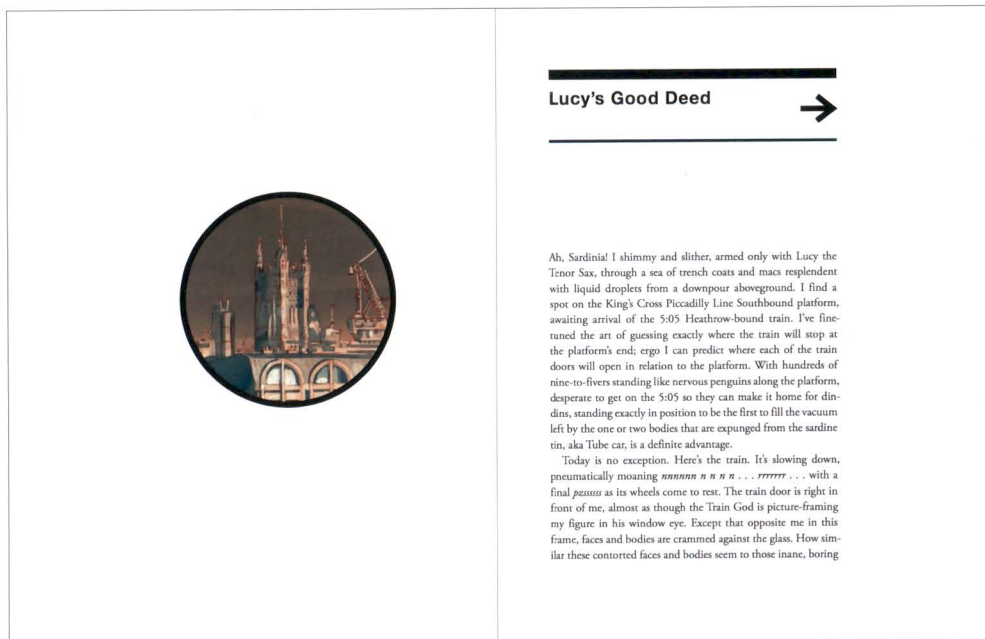 Lucy's Good Deed
Ah, Sardinia! I shimmy and slither, armed only with Lucy the
Tenor Sax, through a sea of trench coats and macs resplendent
with liquid droplets from a downpour aboveground. I find a
spot on the King's Cross Piccadilly Line Southbound platform,
awaiting arrival of the 5:05 Heathrow-bound train. I've fine-
tuned the art of guessing exactly where the train will stop at
the platform's end; ergo I can predict where each of the train
doors will open in relation to the platform. With hundreds of
nine-to-fivers standing like nervous penguins along the platform,
desperate to get on the 5:05 so they can make it home for din-
dins, standing exactly in position to be the first to fill the vacuum
left by the one or two bodies that are expunged from the sardine
tin, aka Tube car, is a definite advantage.
Today is no exception. Here's the train. It's slowing down,
pneumatically moaning nnnnnn n n n n . . . rrrrrrr . . . with a
final pzssssss as its wheels come to rest. The train door is right in
front of me, almost as though the Train God is picture-framing
my figure in his window eye. Except that opposite me in this
frame, faces and bodies are crammed against the glass. How sim-
ilar these contorted faces and bodies seem to those inane, boring